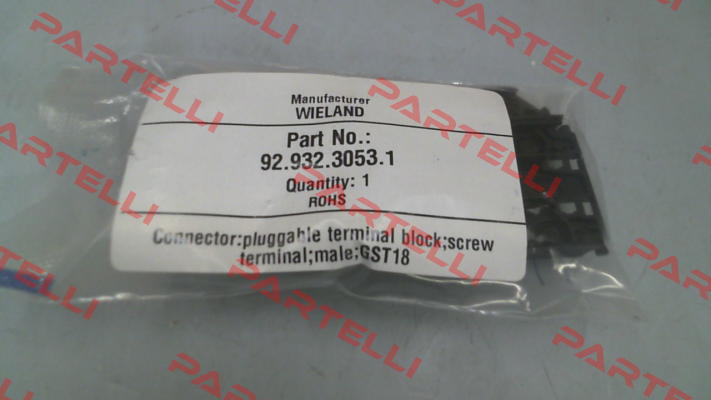 Manufacturer
WIELAND
Part No.:
92.932.3053.1
Quantity: 1
ROHS
Connector:pluggable terminal block;screw
terminal;male;GST18
PARTELLI
PARTELLI
PARTELLI
PARTELLI
PARTELLI
PARTELLI